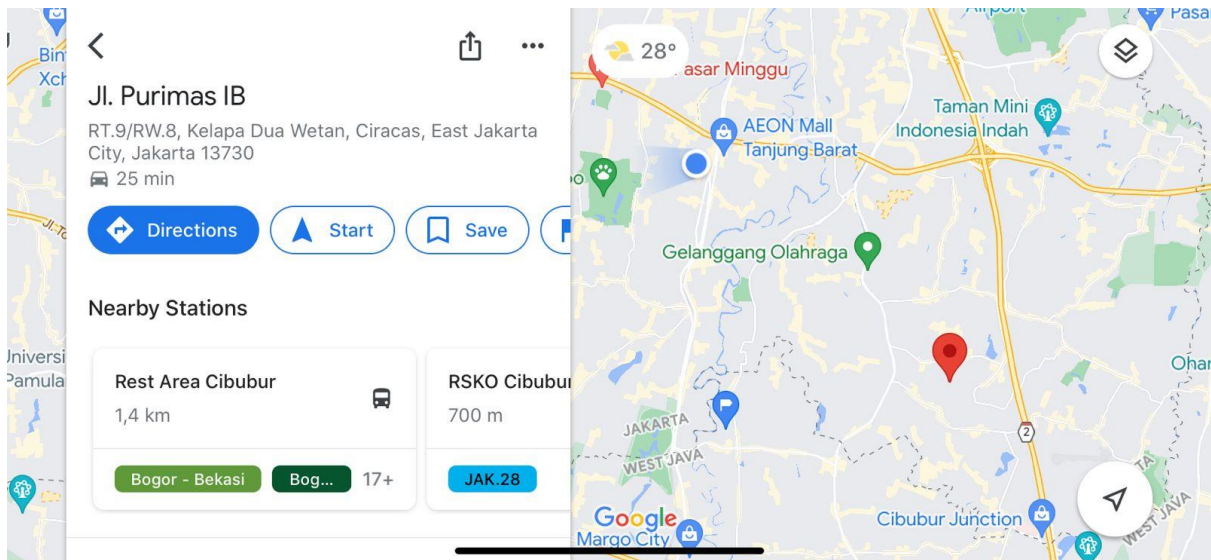 Jl. Purimas IB
RT.9/RW.8, Kelapa Dua Wetan, Ciracas, East Jakarta
City, Jakarta 13730
25 min
Directions
Start
Save
Nearby Stations
Rest Area Cibubur
1,4 km
Bogor - Bekasi
Bog...
17+
RSKO Cibubur
700 m
JAK.28
28°
asar Minggu
AEON Mall
Tanjung Barat
Taman Mini
Indonesia Indah
Gelanggang Olahraga
JAKARTA
WEST JAVA
2
Cibubur Junction
WEST JAVA
Google
Margo City
Airport
Pasa
Bin
Xch
Universi
Pamula